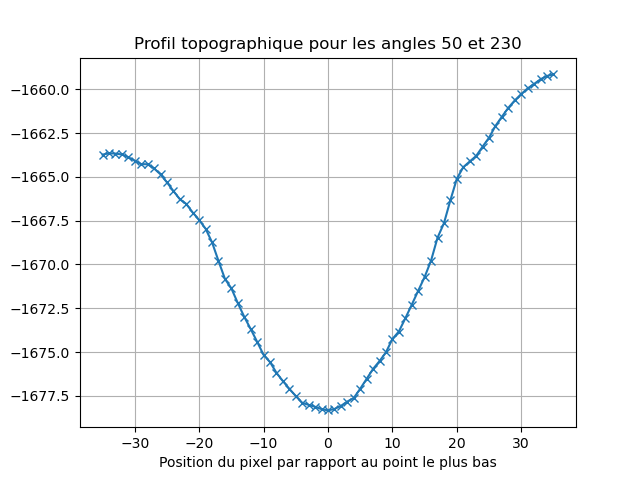 Profil topographique pour les angles 50 et 230
−1660.0
−1662.5
−1665.0
−1667.5
−1670.0
−1672.5
−1675.0
−1677.5
−30 −20 −10 0 10 20 30
Position du pixel par rapport au point le plus bas